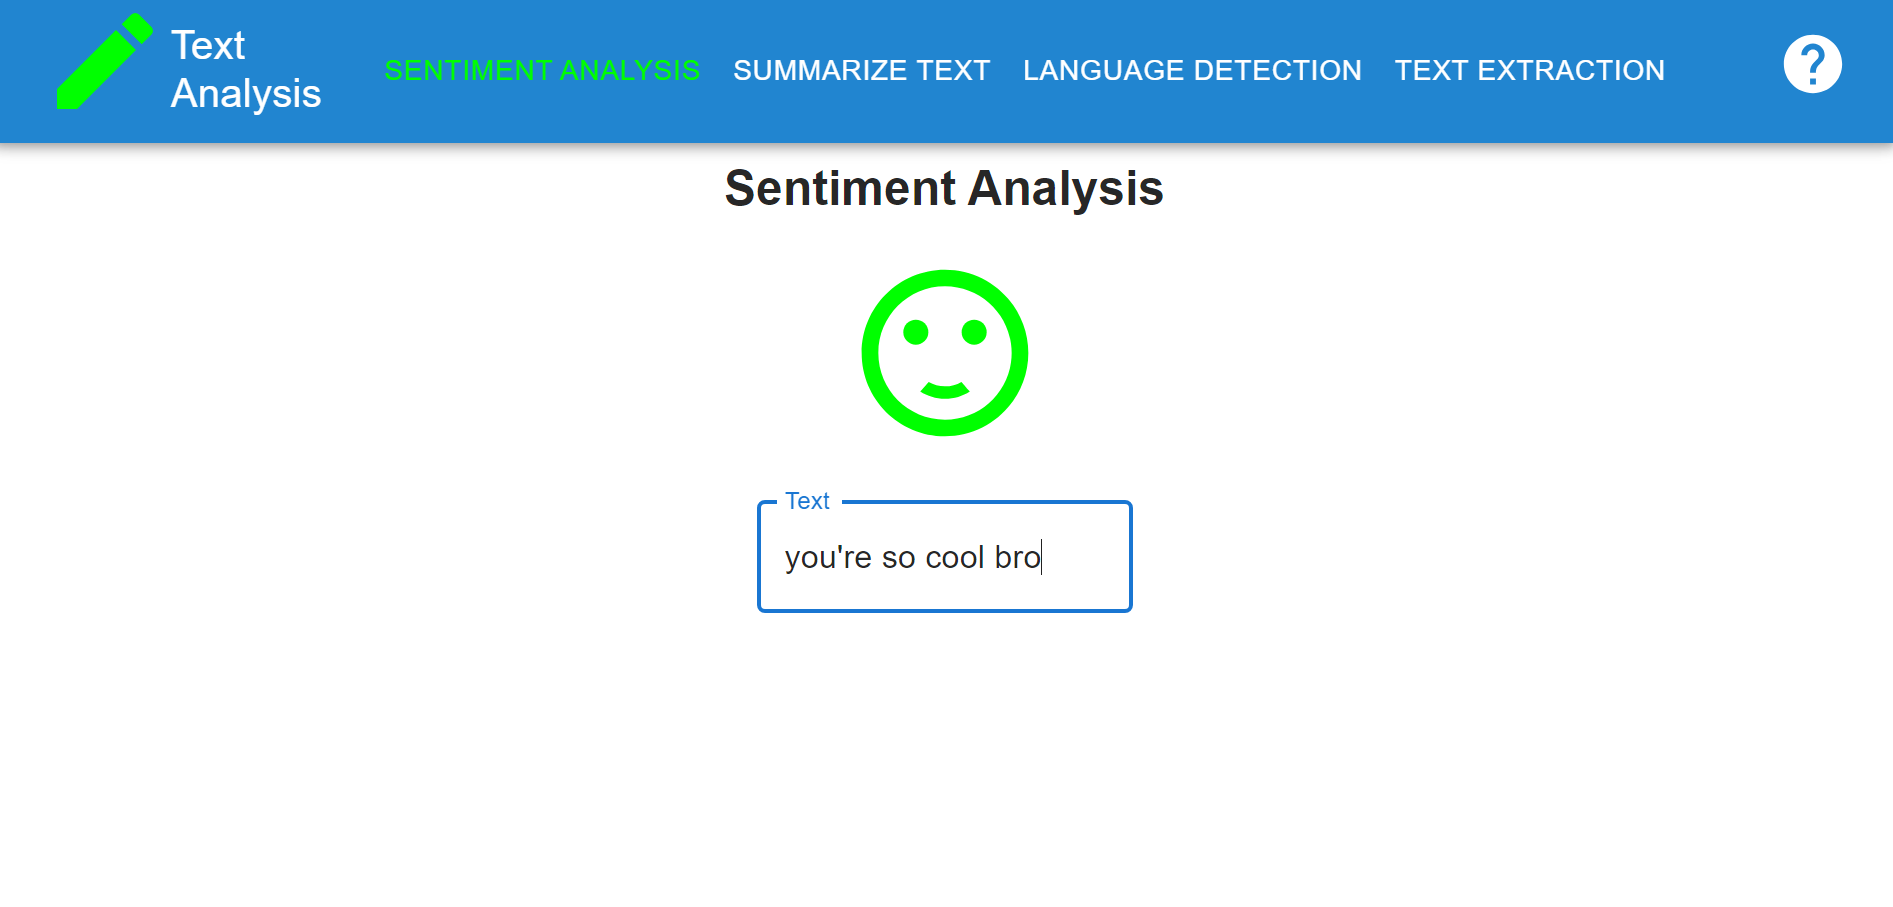 Text
Analysis
SENTIMENT ANALYSIS SUMMARIZE TEXT LANGUAGE DETECTION TEXT EXTRACTION ?
Sentiment Analysis
Text
you're so cool bro